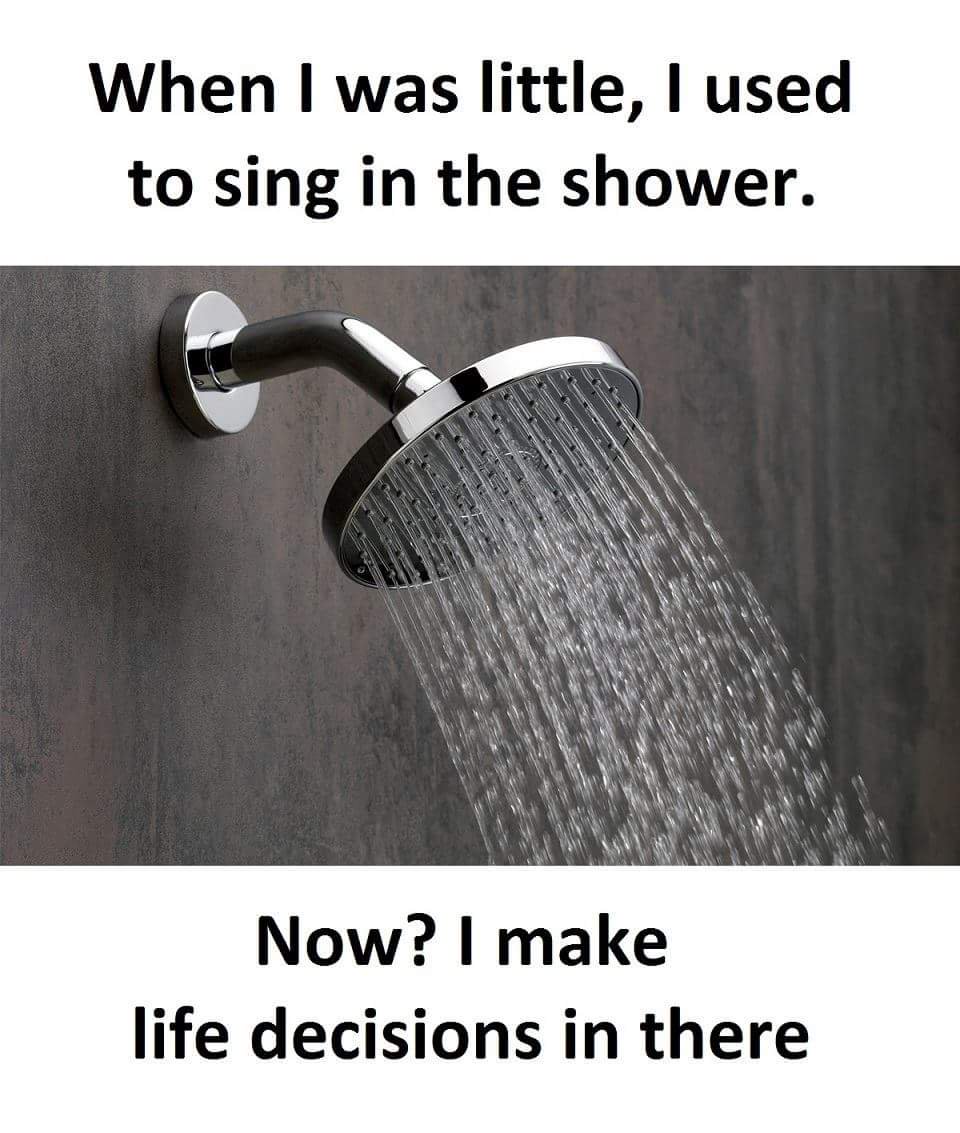 When I was little, I used
to sing in the shower.
Now? I make
life decisions in there